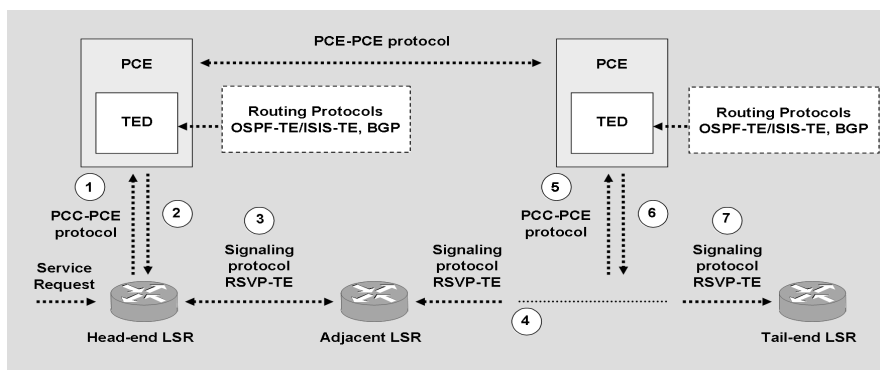 PCE-PCE protocol
PCE
TED
Routing Protocols
OSPF-TE/ISIS-TE, BGP
PCE
TED
Routing Protocols
OSPF-TE/ISIS-TE, BGP
1
PCC-PCE
protocol
2
3
Signaling
protocol
RSVP-TE
Signaling
protocol
RSVP-TE
5
PCC-PCE
protocol
6
7
Signaling
protocol
RSVP-TE
Service
Request
4
Head-end LSR
Adjacent LSR
Tail-end LSR